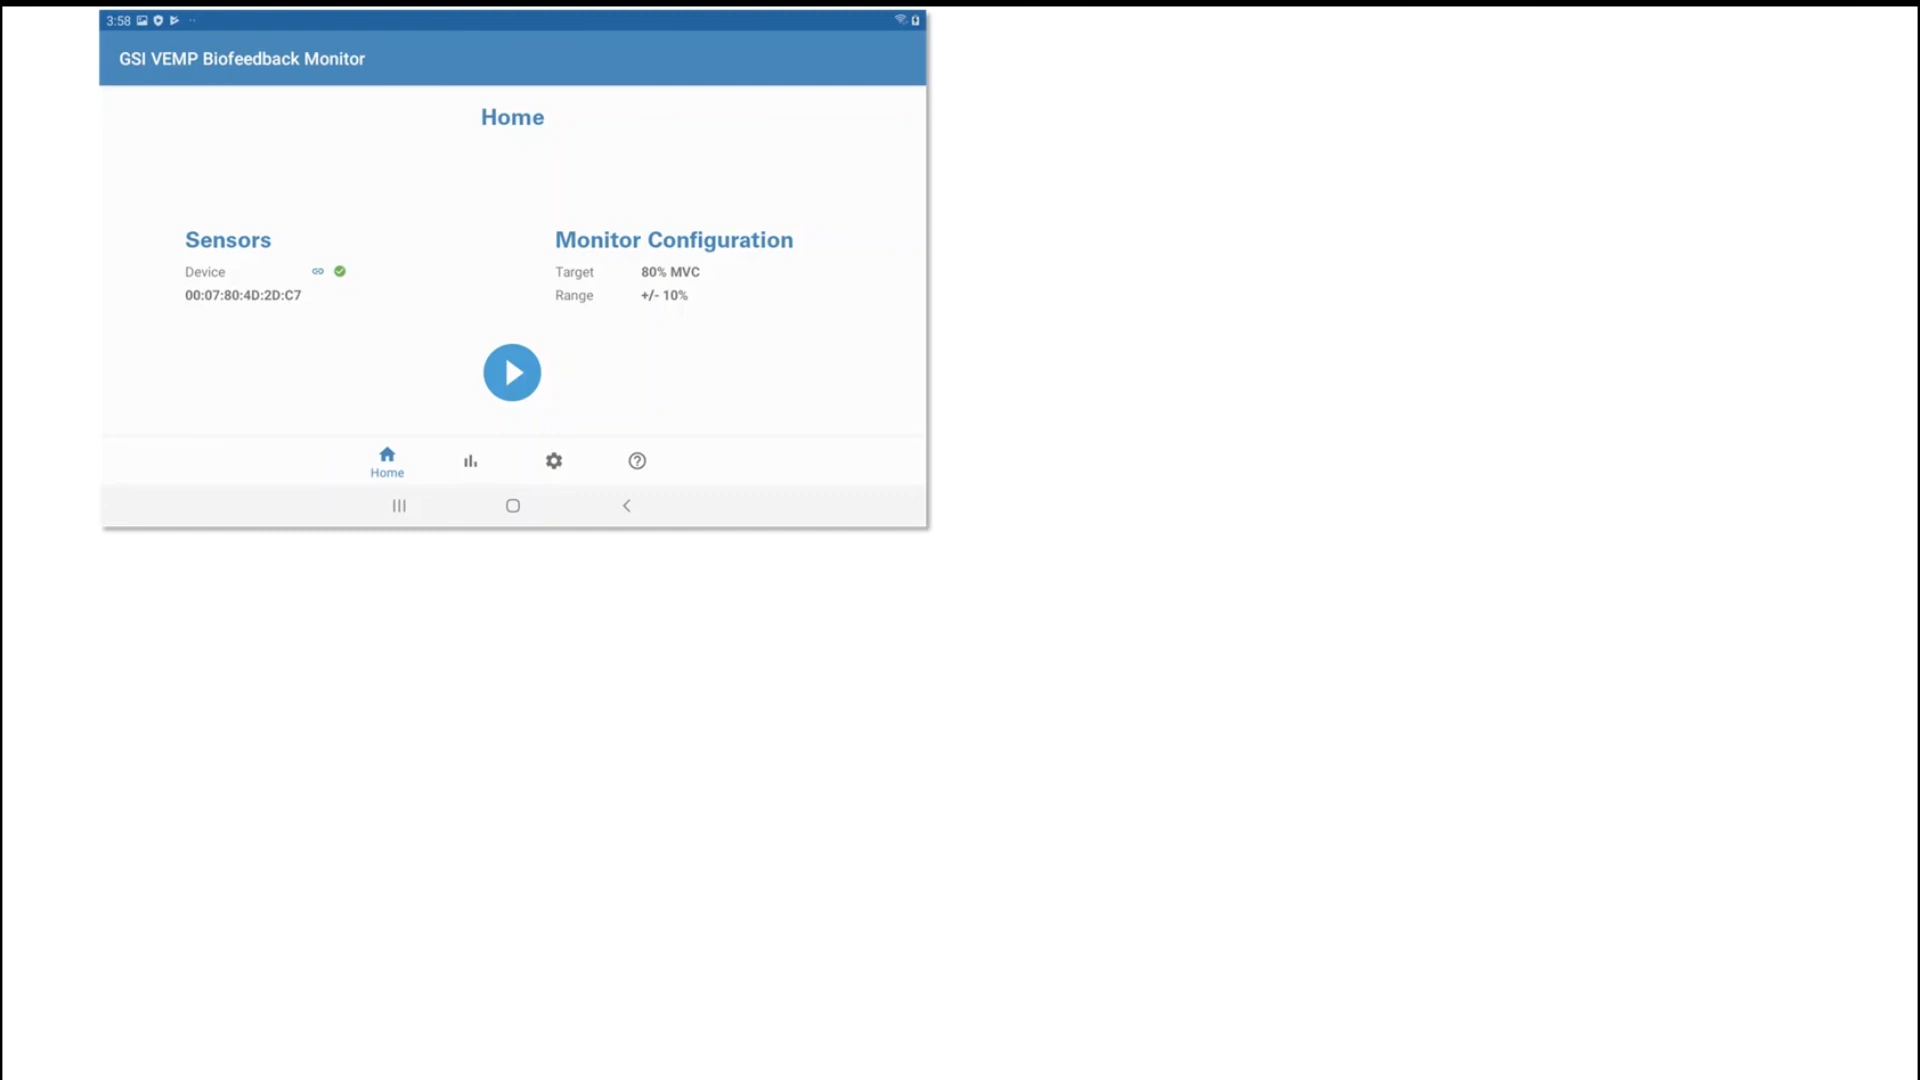 3:58
GSI VEMP Biofeedback Monitor
Home
Sensors
Device
00:07:80:4D:2D:C7
Monitor Configuration
Target 80% MVC
Range +/- 10%
Home